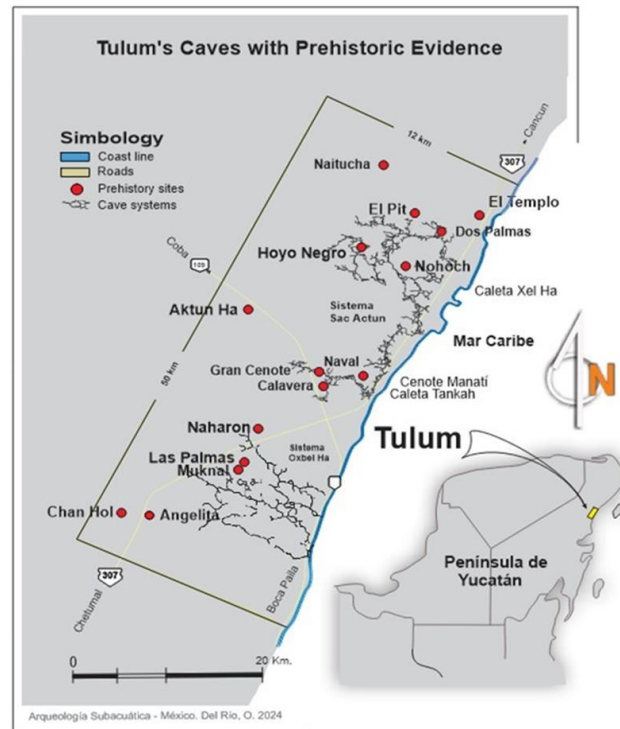 Tulum's Caves with Prehistoric Evidence
Simbology
Coast line
Roads
Prehistory sites
Cave systems
12 km
Cancun
307
Naitucha
El Pit
El Templo
Dos Palmas
Hoyo Negro
Nohoch
Coba
109
Caleta Xel Ha
Aktun Ha
Sistema
Sac Actun
Mar Caribe
50 km
Naval
Gran Cenote
Calavera
Cenote Manatí
Caleta Tankah
N
Naharon
Tulum
Sistema
Oxbel Ha
Las Palmas
Muknal
Chan Hol
Angelita
307
Chetumal
Boca Paila
Península de
Yucatán
0
20 Km.
Arqueología Subacuática - México. Del Río, O. 2024